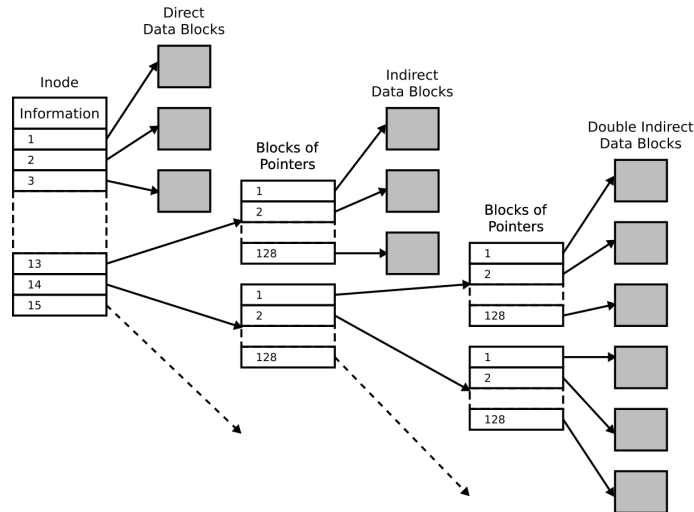 Direct
Data Blocks
Inode
Information
1
2
3
13
14
15
Blocks of
Pointers
1
2
128
1
2
128
Indirect
Data Blocks
Blocks of
Pointers
1
2
128
1
2
128
Double Indirect
Data Blocks